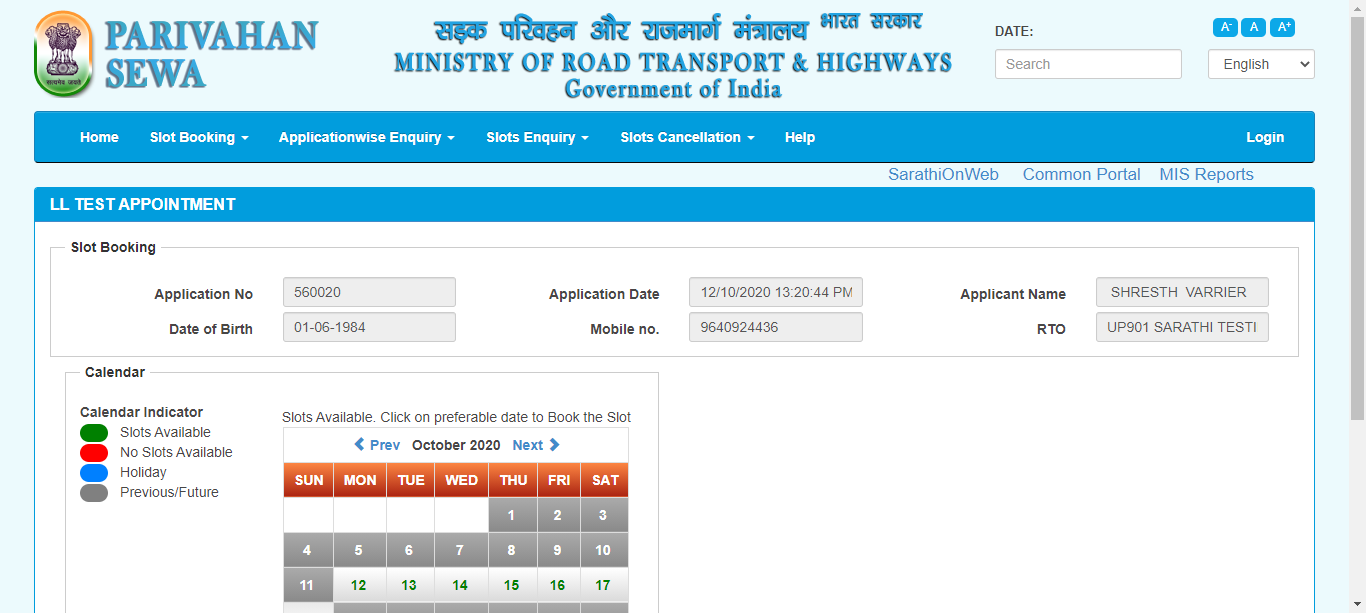 PARIVAHAN SEWA
सड़क परिवहन और राजमार्ग मंत्रालय भारत सरकार
MINISTRY OF ROAD TRANSPORT & HIGHWAYS
Government of India
DATE:
A- A A+
Search
English
Home Slot Booking Applicationwise Enquiry Slots Enquiry Slots Cancellation Help Login
SarathiOnWeb Common Portal MIS Reports
LL TEST APPOINTMENT
Slot Booking
Application No 560020 Application Date 12/10/2020 13:20:44 PM Applicant Name SHRESTH VARRIER
Date of Birth 01-06-1984 Mobile no. 9640924436 RTO UP901 SARATHI TESTI
Calendar
Calendar Indicator
Slots Available
No Slots Available
Holiday
Previous/Future
Slots Available. Click on preferable date to Book the Slot
Prev October 2020 Next
SUN MON TUE WED THU FRI SAT
1 2 3
4 5 6 7 8 9 10
11 12 13 14 15 16 17